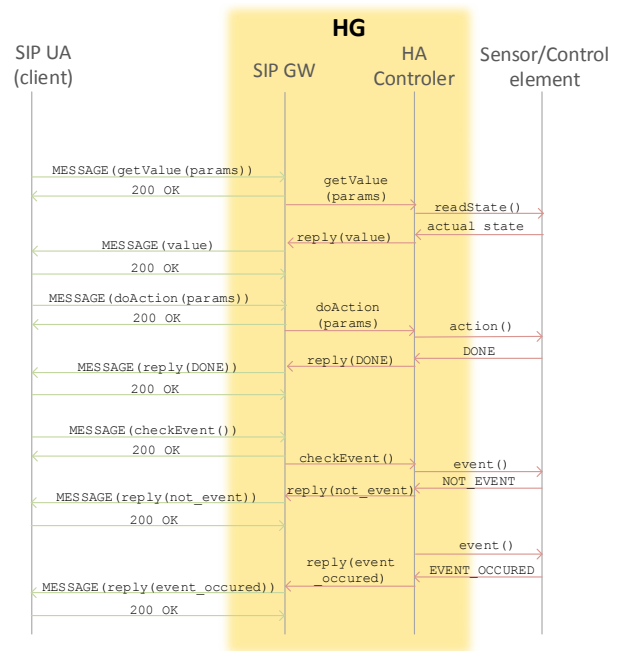 HG
SIP UA
(client)
SIP GW
HA
Controler
Sensor/Control
element
MESSAGE(getValue(params))
200 OK
getValue
(params)
readState()
actual state
reply(value)
MESSAGE(value)
200 OK
MESSAGE(doAction(params))
200 OK
doAction
(params)
action()
DONE
reply(DONE)
MESSAGE(reply(DONE))
200 OK
MESSAGE(checkEvent())
200 OK
checkEvent()
event()
NOT_EVENT
reply(not_event)
MESSAGE(reply(not_event))
200 OK
event()
reply(event
_occured)
EVENT_OCCURED
MESSAGE(reply(event_occured))
200 OK